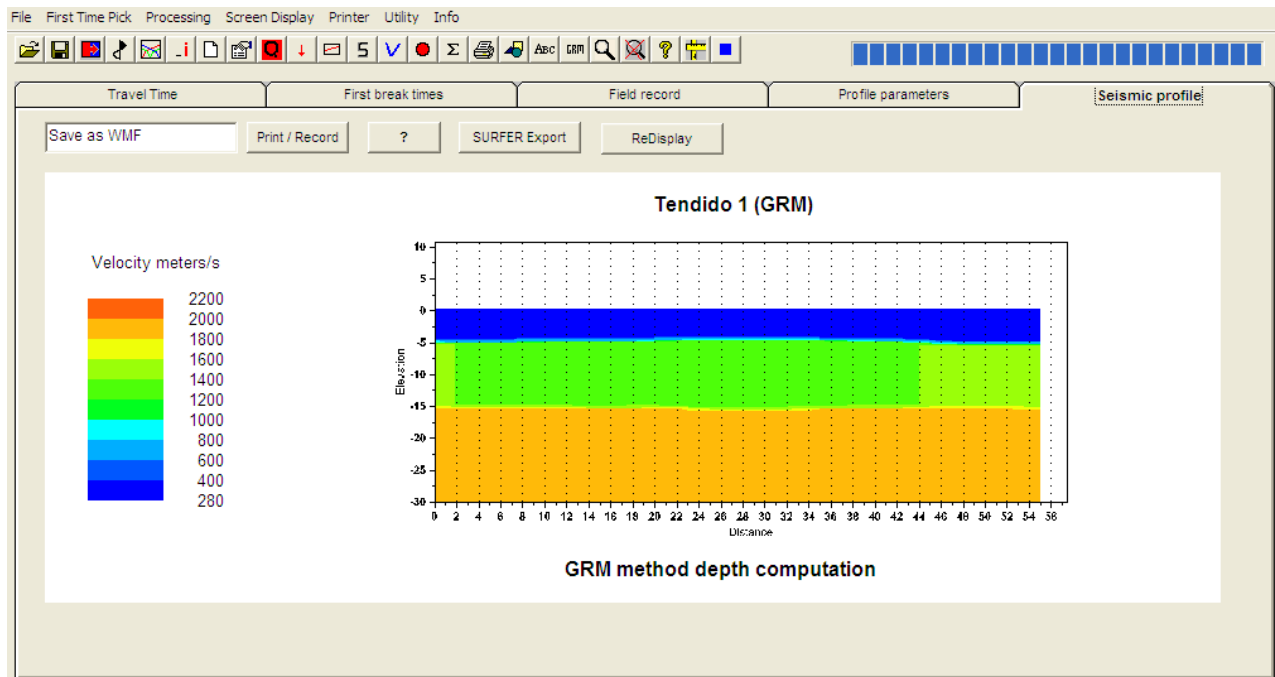 File First Time Pick Processing Screen Display Printer Utility Info
_i Q S V Σ ABC GRM ?
Travel Time First break times Field record Profile parameters Seismic profile
Save as WMF Print / Record ? SURFER Export ReDisplay
Tendido 1 (GRM)
Velocity meters/s
2200
2000
1800
1600
1400
1200
1000
800
600
400
280
10
5
0
-5
-10
-15
-20
-25
-30
Elevation
0 2 4 6 8 10 12 14 16 18 20 22 24 26 28 30 32 34 36 38 40 42 44 46 48 50 52 54 56
Distance
GRM method depth computation